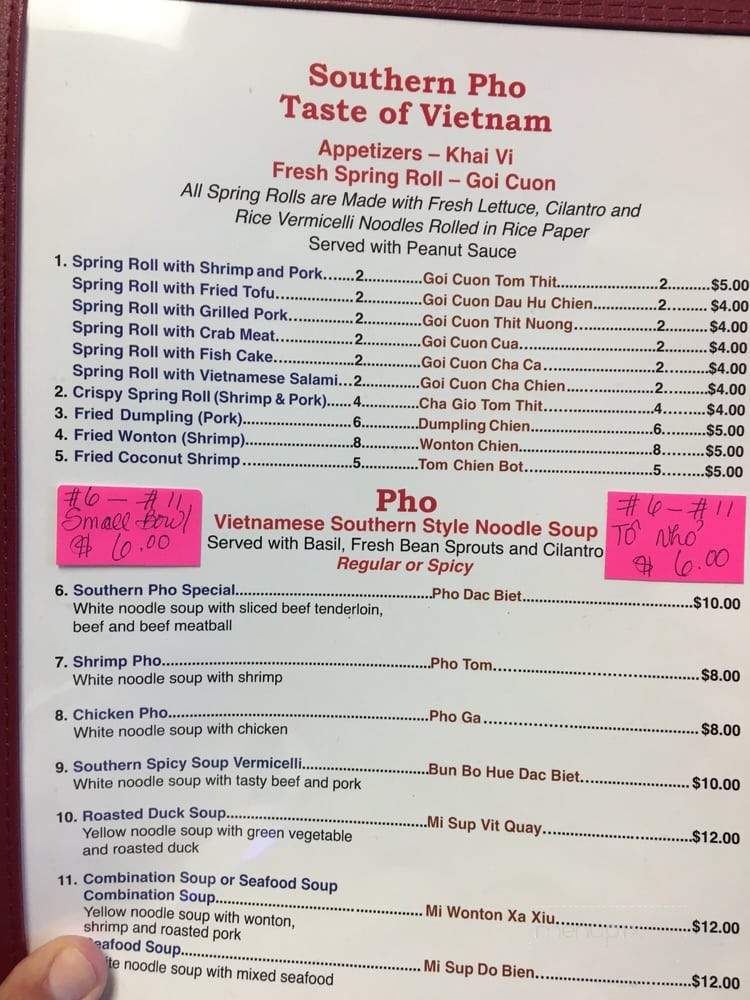 Southern Pho
Taste of Vietnam
Appetizers – Khai Vi
Fresh Spring Roll – Goi Cuon
All Spring Rolls are Made with Fresh Lettuce, Cilantro and
Rice Vermicelli Noodles Rolled in Rice Paper
Served with Peanut Sauce
1. Spring Roll with Shrimp and Pork.......2..............Goi Cuon Tom Thit.......................2..........$5.00
Spring Roll with Fried Tofu...................2..............Goi Cuon Dau Hu Chien..............2.........$4.00
Spring Roll with Grilled Pork................2..............Goi Cuon Thit Nuong...................2.........$4.00
Spring Roll with Crab Meat..................2..............Goi Cuon Cua..............................2.........$4.00
Spring Roll with Fish Cake...................2..............Goi Cuon Cha Ca.........................2.........$4.00
Spring Roll with Vietnamese Salami...2..............Goi Cuon Cha Chien...................2.........$4.00
2. Crispy Spring Roll (Shrimp & Pork)......4..............Cha Gio Tom Thit........................4.........$4.00
3. Fried Dumpling (Pork)........................6..............Dumpling Chien...........................6.........$5.00
4. Fried Wonton (Shrimp)........................8..............Wonton Chien..............................8.........$5.00
5. Fried Coconut Shrimp........................5..............Tom Chien Bot............................5.........$5.00
#6 – #11
Small Bowl
$ 6.00
Pho
Vietnamese Southern Style Noodle Soup
Served with Basil, Fresh Bean Sprouts and Cilantro
Regular or Spicy
#6 – #11
Tô Nhỏ
$ 6.00
6. Southern Pho Special..........................................Pho Dac Biet.....................................$10.00
White noodle soup with sliced beef tenderloin,
beef and beef meatball
7. Shrimp Pho..........................................................Pho Tom............................................$8.00
White noodle soup with shrimp
8. Chicken Pho........................................................Pho Ga..............................................$8.00
White noodle soup with chicken
9. Southern Spicy Soup Vermicelli...........................Bun Bo Hue Dac Biet.......................$10.00
White noodle soup with tasty beef and pork
10. Roasted Duck Soup............................................Mi Sup Vit Quay................................$12.00
Yellow noodle soup with green vegetable
and roasted duck
11. Combination Soup or Seafood Soup
Combination Soup..............................................Mi Wonton Xa Xiu..............................$12.00
Yellow noodle soup with wonton,
shrimp and roasted pork
eafood Soup.....................................................Mi Sup Do Bien.................................$12.00
te noodle soup with mixed seafood